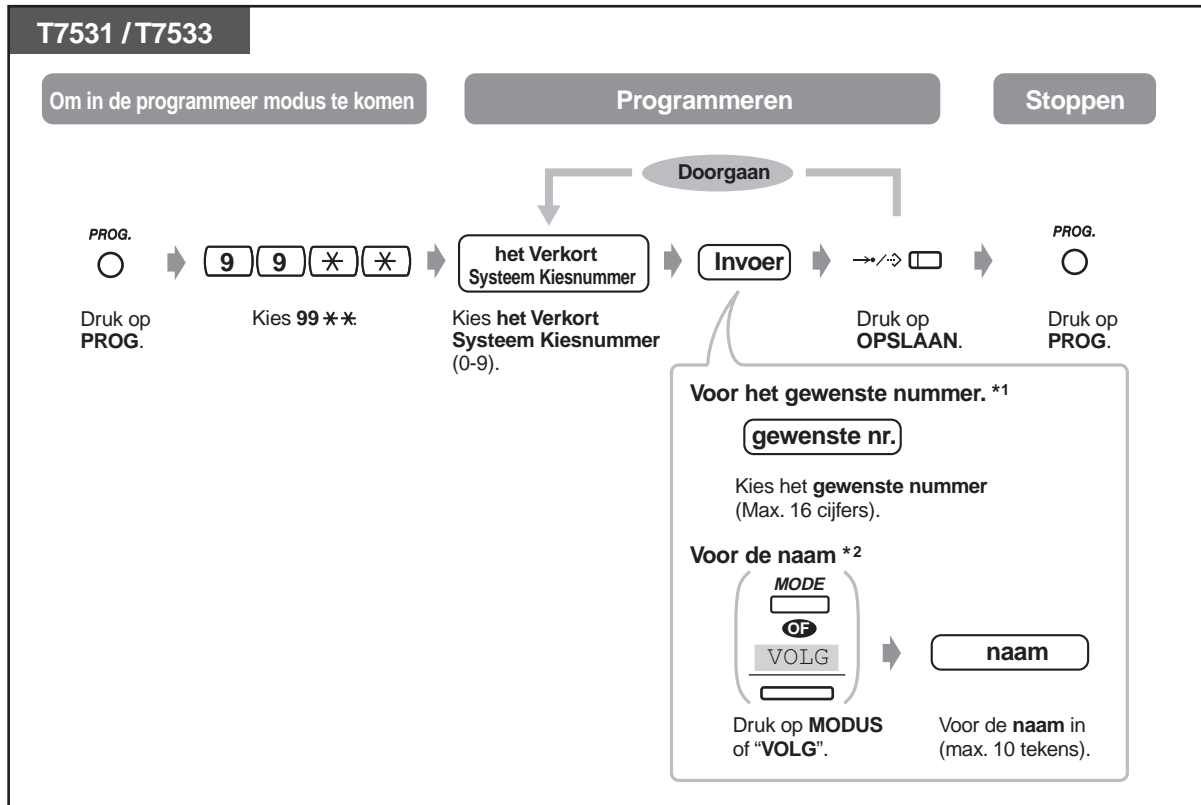 T7531 / T7533
Om in de programmeer modus te komen
Programmeren
Stoppen
Doorgaan
PROG.
9 9 * *
het Verkort
Systeem Kiesnummer
Invoer
PROG.
Druk op
PROG.
Kies 99 * *.
Kies het Verkort
Systeem Kiesnummer
(0-9).
Druk op
OPSLAAN.
Druk op
PROG.
Voor het gewenste nummer. *1
gewenste nr.
Kies het gewenste nummer
(Max. 16 cijfers).
Voor de naam *2
MODE
OF
VOLG
naam
Druk op MODUS
of “VOLG”.
Voor de naam in
(max. 10 tekens).